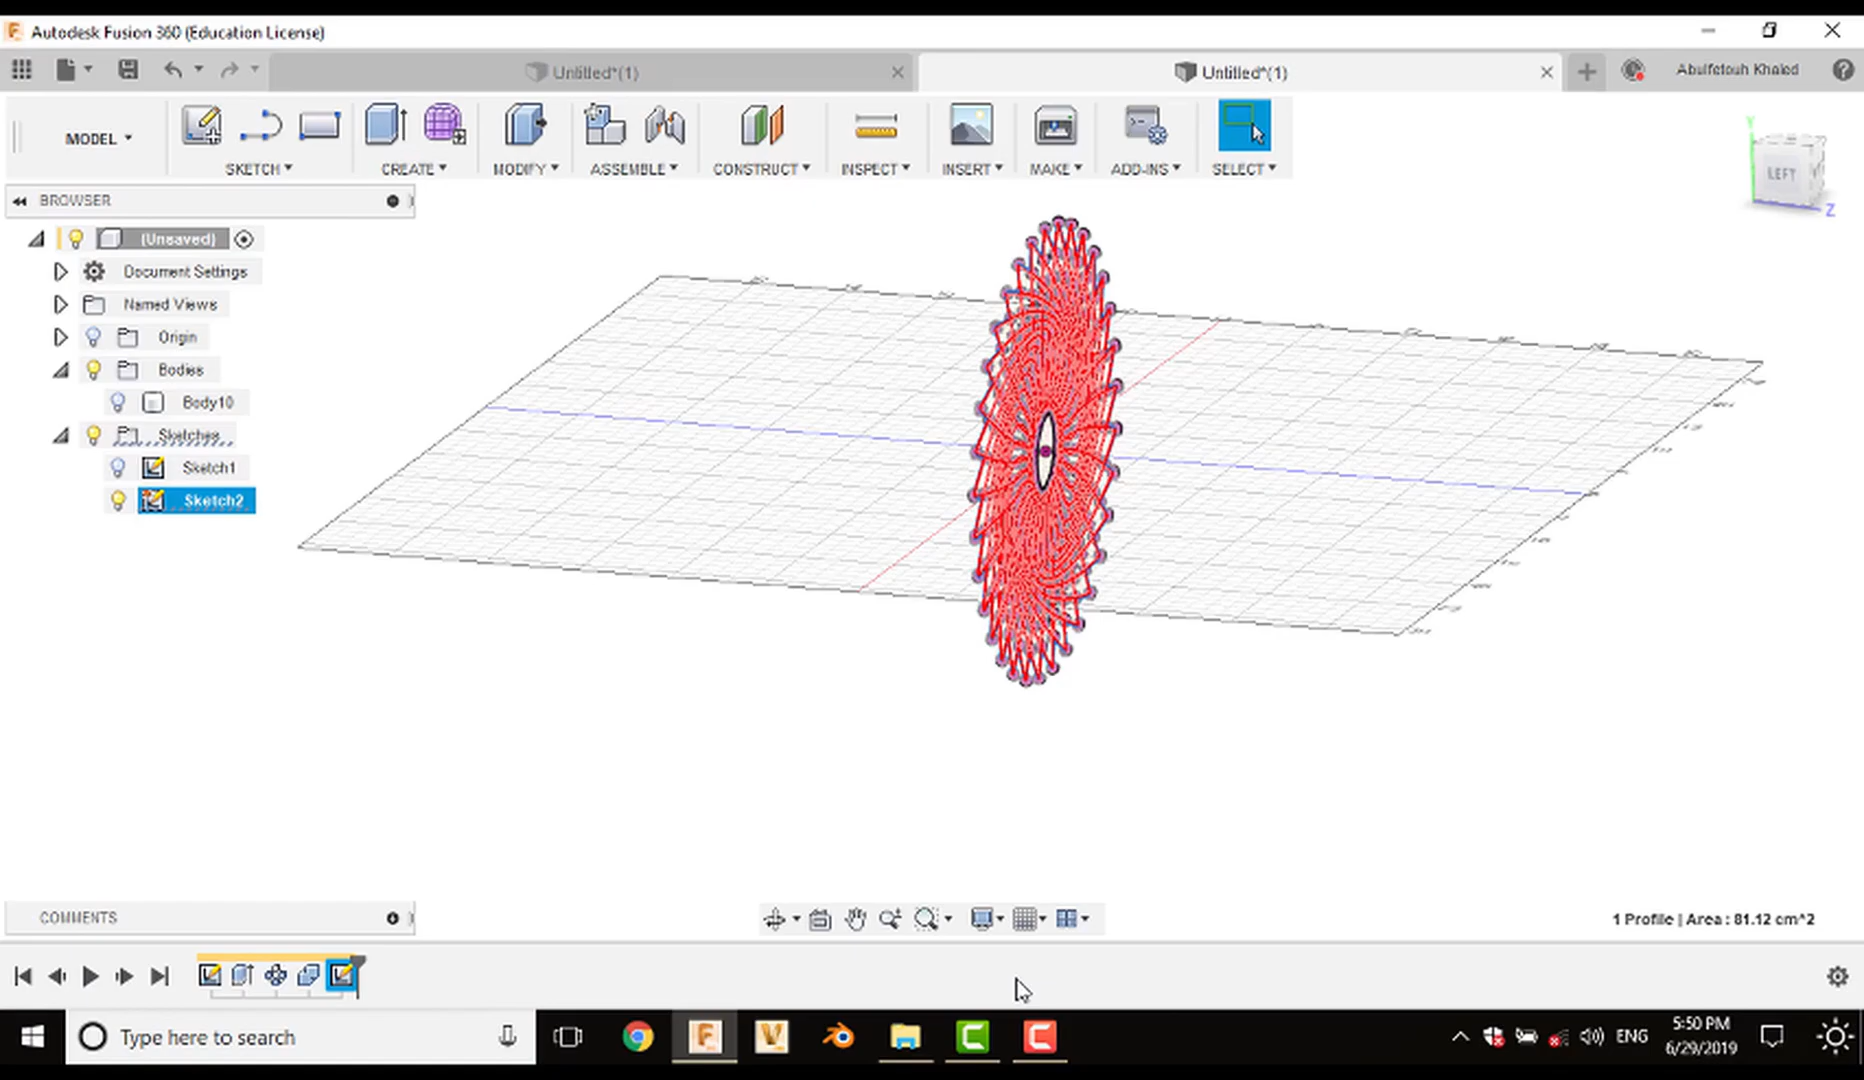 Autodesk Fusion 360 (Education License)
Untitled*(1)
Untitled*(1)
Abulfetouh Khaled
MODEL
SKETCH
CREATE
MODIFY
ASSEMBLE
CONSTRUCT
INSPECT
INSERT
MAKE
ADD-INS
SELECT
BROWSER
Y
LEFT
Z
(Unsaved)
Document Settings
Named Views
Origin
Bodies
Body10
Sketches
Sketch1
Sketch2
COMMENTS
1 Profile | Area : 81.12 cm^2
Type here to search
ENG
5:50 PM
6/29/2019